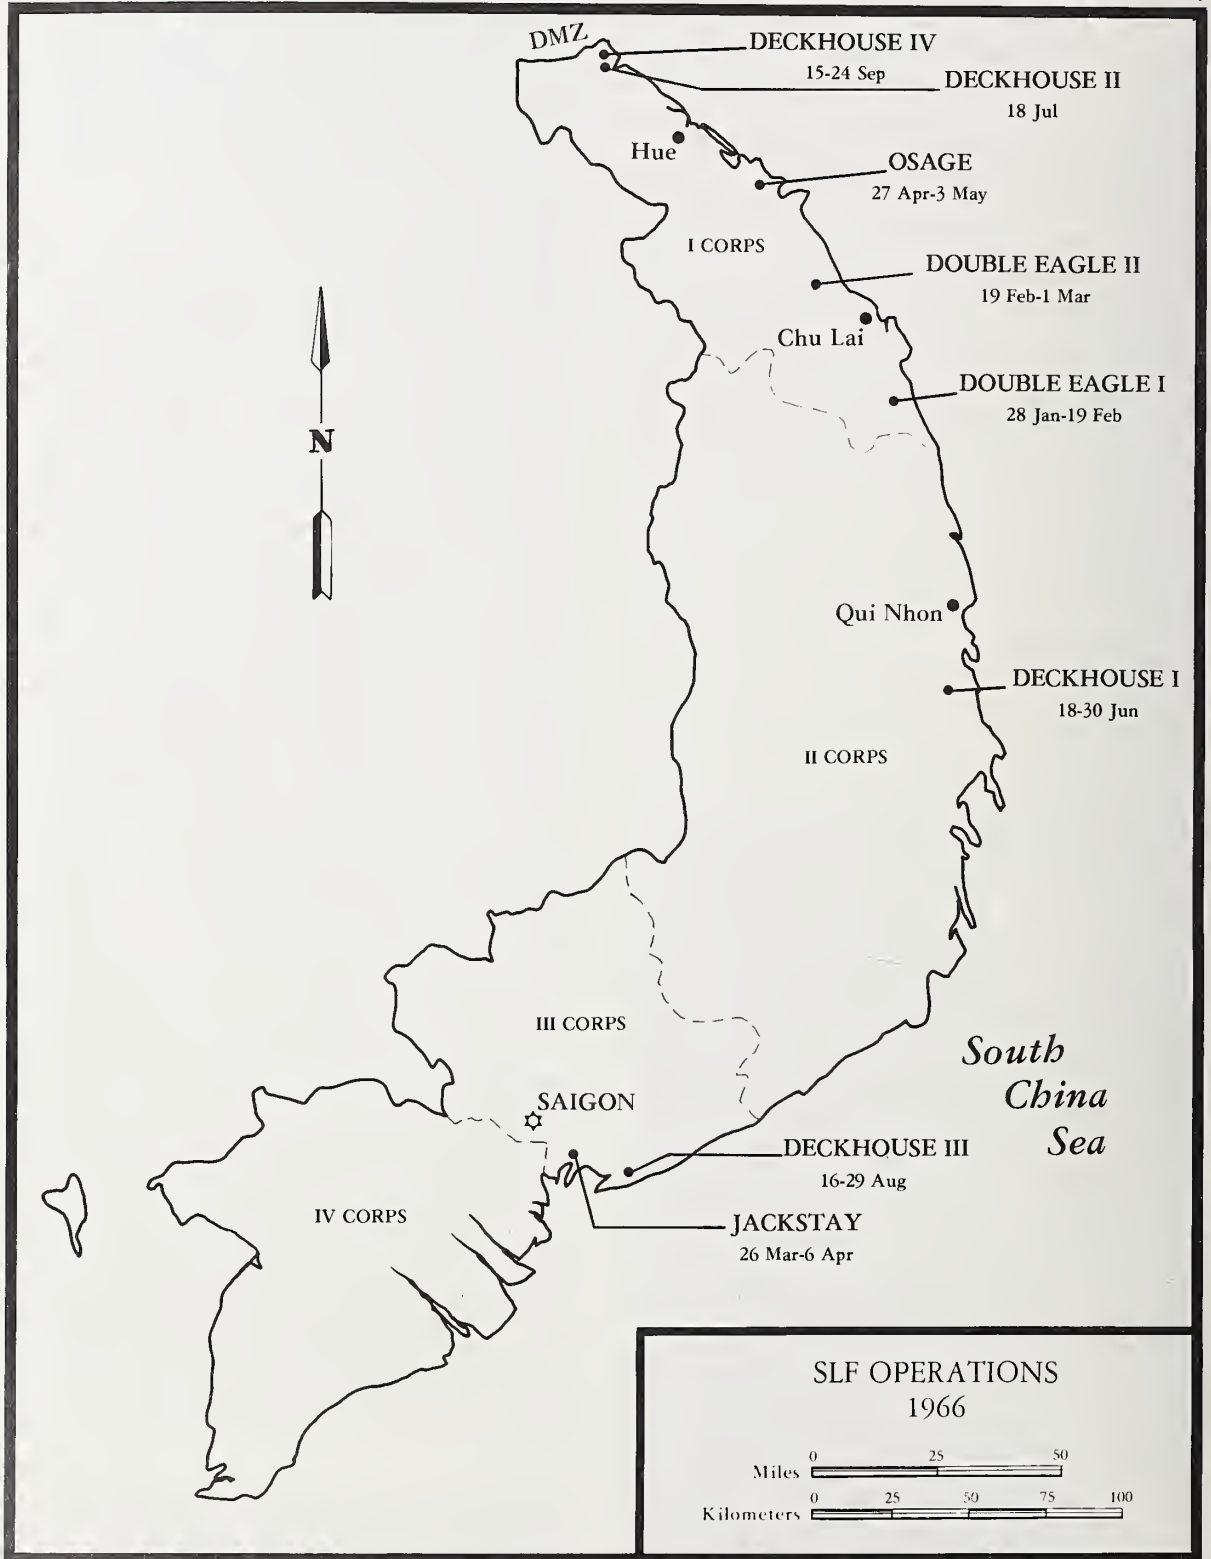 DMZ
DECKHOUSE IV
15-24 Sep
DECKHOUSE II
18 Jul
Hue
OSAGE
27 Apr-3 May
I CORPS
DOUBLE EAGLE II
19 Feb-1 Mar
Chu Lai
DOUBLE EAGLE I
28 Jan-19 Feb
N
Qui Nhon
DECKHOUSE I
18-30 Jun
II CORPS
III CORPS
South
China
Sea
SAIGON
DECKHOUSE III
16-29 Aug
IV CORPS
JACKSTAY
26 Mar-6 Apr
SLF OPERATIONS
1966
0 25 50
Miles
0 25 50 75 100
Kilometers